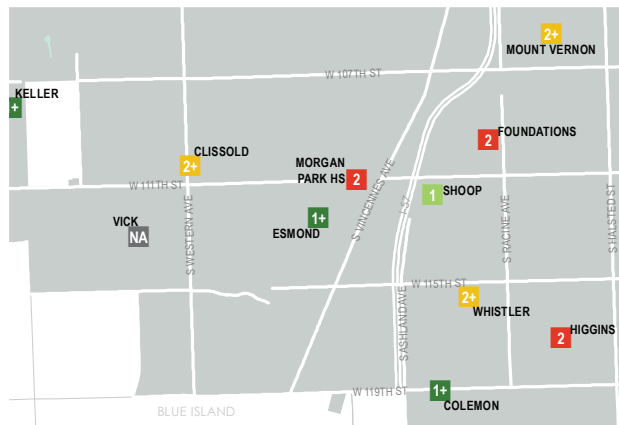 2+
MOUNT VERNON
W 107TH ST
KELLER
+
FOUNDATIONS
2
CLISSOLD
2+
MORGAN
PARK HS
2
W 111TH ST
SHOOP
1
S VINCENNES AVE
I-57
S RACINE AVE
S HALSTED ST
S WESTERN AVE
VICK
NA
1+
ESMOND
W 115TH ST
2+
WHISTLER
S ASHLAND AVE
HIGGINS
2
W 119TH ST
1+
COLEMON
BLUE ISLAND